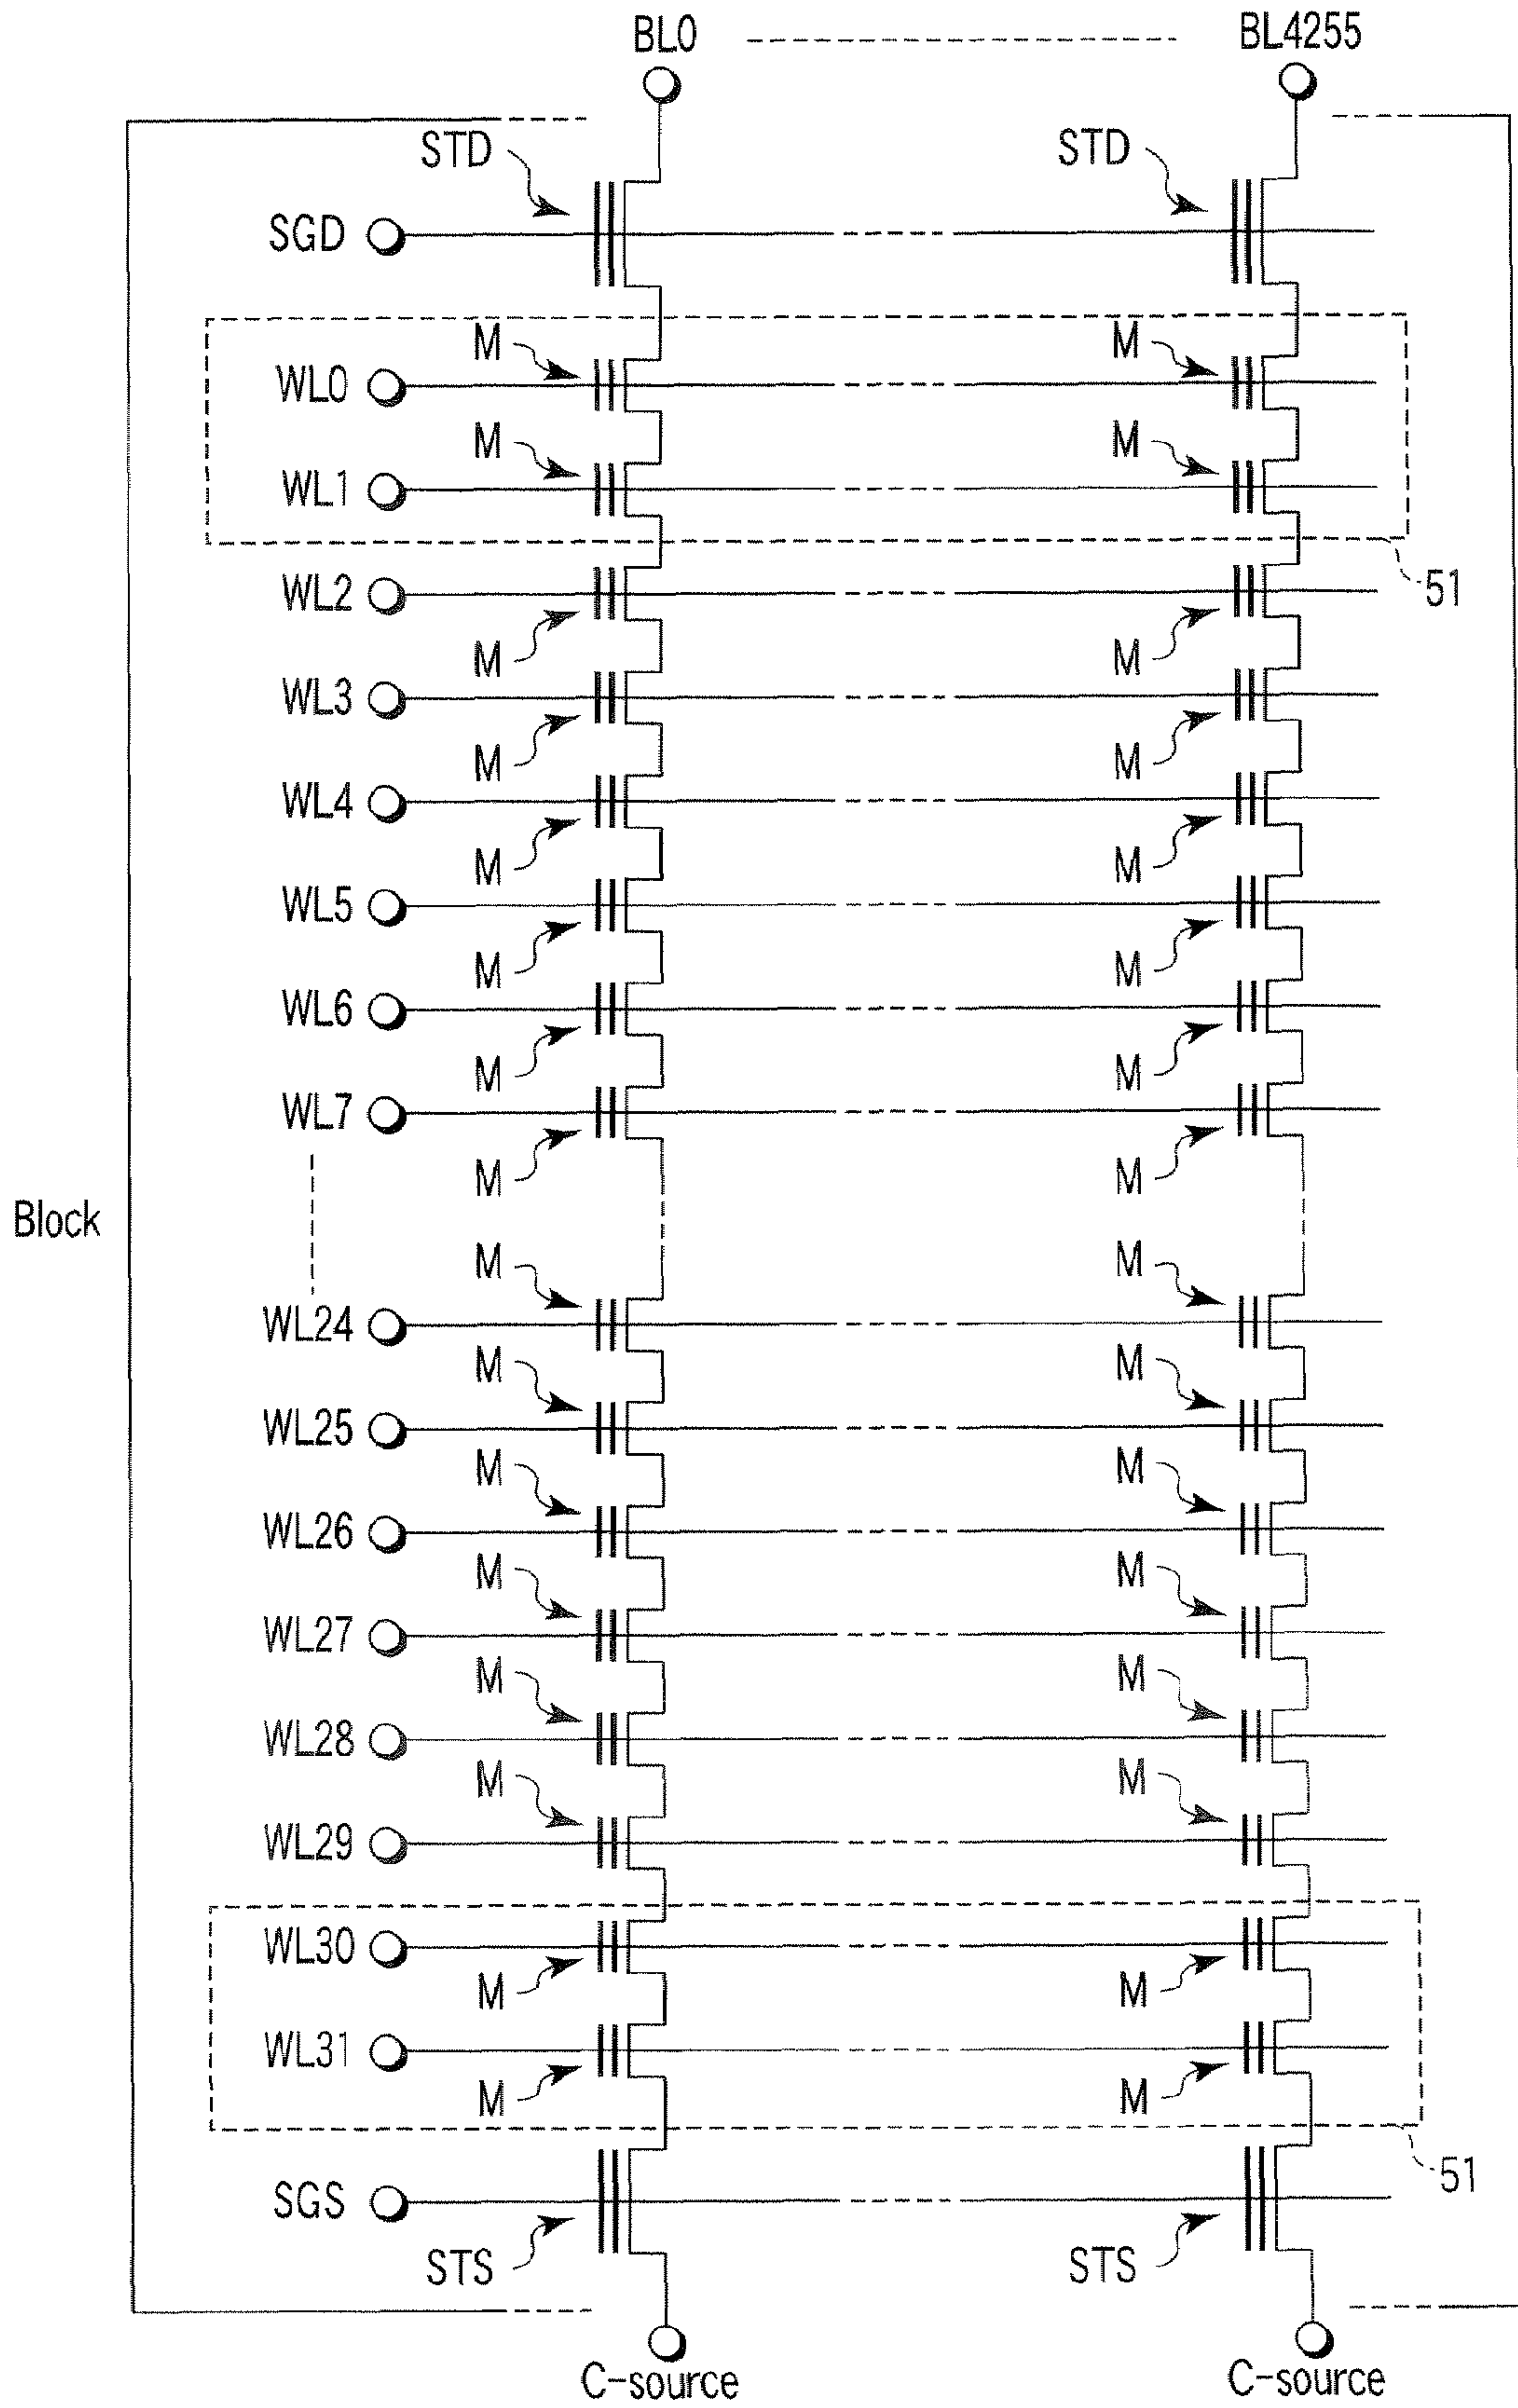 BL0 BL4255
STD STD
SGD
M M
WL0
M M
WL1
51
WL2
M M
WL3
M M
WL4
M M
WL5
M M
WL6
M M
WL7
M M
Block
M M
WL24
M M
WL25
M M
WL26
M M
WL27
M M
WL28
M M
WL29
WL30
M M
WL31
M M
51
SGS
STS STS
C-source C-source